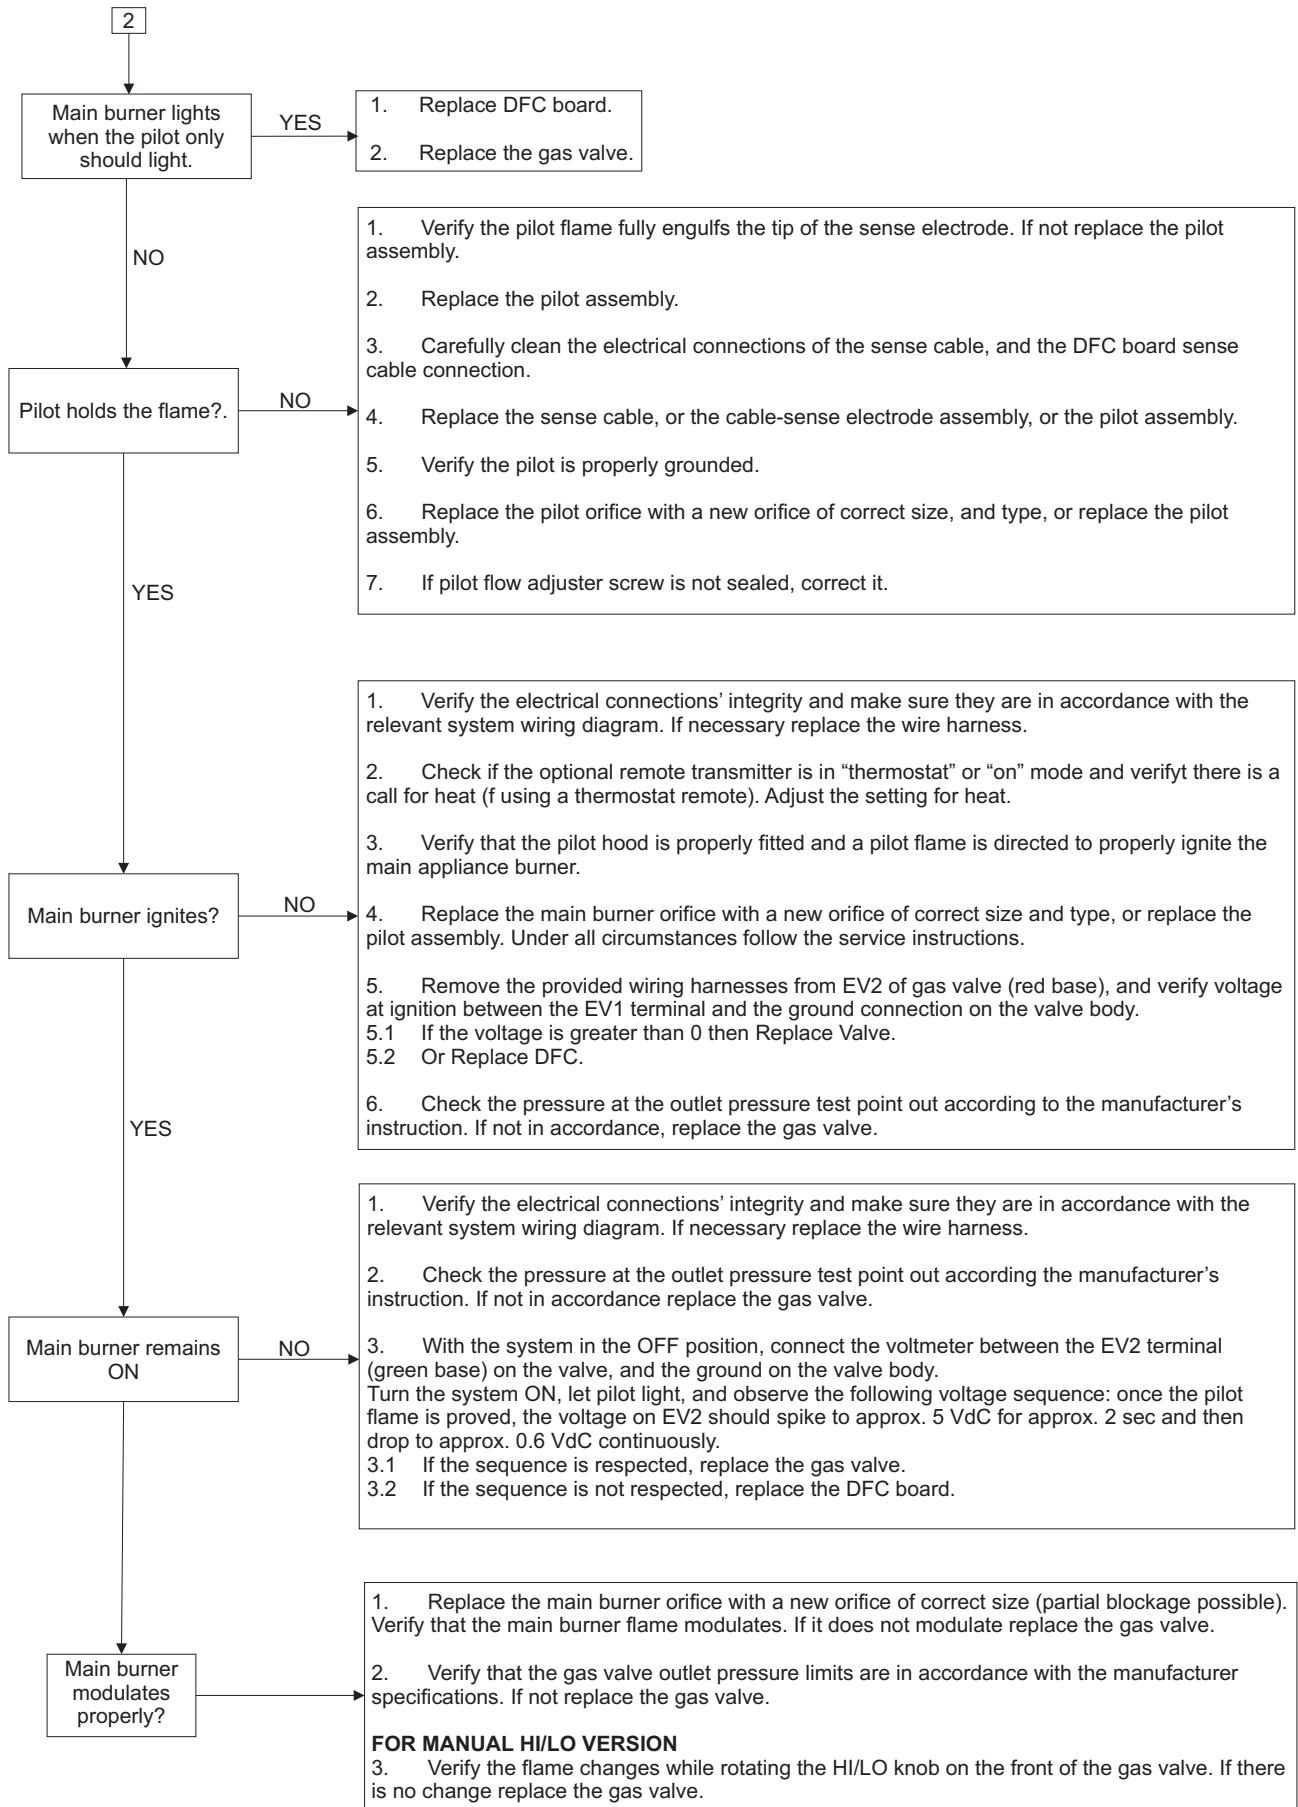 2
Main burner lights
when the pilot only
should light.
YES
1. Replace DFC board.
2. Replace the gas valve.
NO
1. Verify the pilot flame fully engulfs the tip of the sense electrode. If not replace the pilot
assembly.
2. Replace the pilot assembly.
3. Carefully clean the electrical connections of the sense cable, and the DFC board sense
cable connection.
4. Replace the sense cable, or the cable-sense electrode assembly, or the pilot assembly.
5. Verify the pilot is properly grounded.
6. Replace the pilot orifice with a new orifice of correct size, and type, or replace the pilot
assembly.
7. If pilot flow adjuster screw is not sealed, correct it.
Pilot holds the flame?.
NO
YES
1. Verify the electrical connections’ integrity and make sure they are in accordance with the
relevant system wiring diagram. If necessary replace the wire harness.
2. Check if the optional remote transmitter is in “thermostat” or “on” mode and verifyt there is a
call for heat (f using a thermostat remote). Adjust the setting for heat.
3. Verify that the pilot hood is properly fitted and a pilot flame is directed to properly ignite the
main appliance burner.
4. Replace the main burner orifice with a new orifice of correct size and type, or replace the
pilot assembly. Under all circumstances follow the service instructions.
5. Remove the provided wiring harnesses from EV2 of gas valve (red base), and verify voltage
at ignition between the EV1 terminal and the ground connection on the valve body.
5.1 If the voltage is greater than 0 then Replace Valve.
5.2 Or Replace DFC.
6. Check the pressure at the outlet pressure test point out according to the manufacturer’s
instruction. If not in accordance, replace the gas valve.
Main burner ignites?
NO
YES
1. Verify the electrical connections’ integrity and make sure they are in accordance with the
relevant system wiring diagram. If necessary replace the wire harness.
2. Check the pressure at the outlet pressure test point out according the manufacturer’s
instruction. If not in accordance replace the gas valve.
3. With the system in the OFF position, connect the voltmeter between the EV2 terminal
(green base) on the valve, and the ground on the valve body.
Turn the system ON, let pilot light, and observe the following voltage sequence: once the pilot
flame is proved, the voltage on EV2 should spike to approx. 5 VdC for approx. 2 sec and then
drop to approx. 0.6 VdC continuously.
3.1 If the sequence is respected, replace the gas valve.
3.2 If the sequence is not respected, replace the DFC board.
Main burner remains
ON
NO
1. Replace the main burner orifice with a new orifice of correct size (partial blockage possible).
Verify that the main burner flame modulates. If it does not modulate replace the gas valve.
2. Verify that the gas valve outlet pressure limits are in accordance with the manufacturer
specifications. If not replace the gas valve.
FOR MANUAL HI/LO VERSION
3. Verify the flame changes while rotating the HI/LO knob on the front of the gas valve. If there
is no change replace the gas valve.
Main burner
modulates
properly?